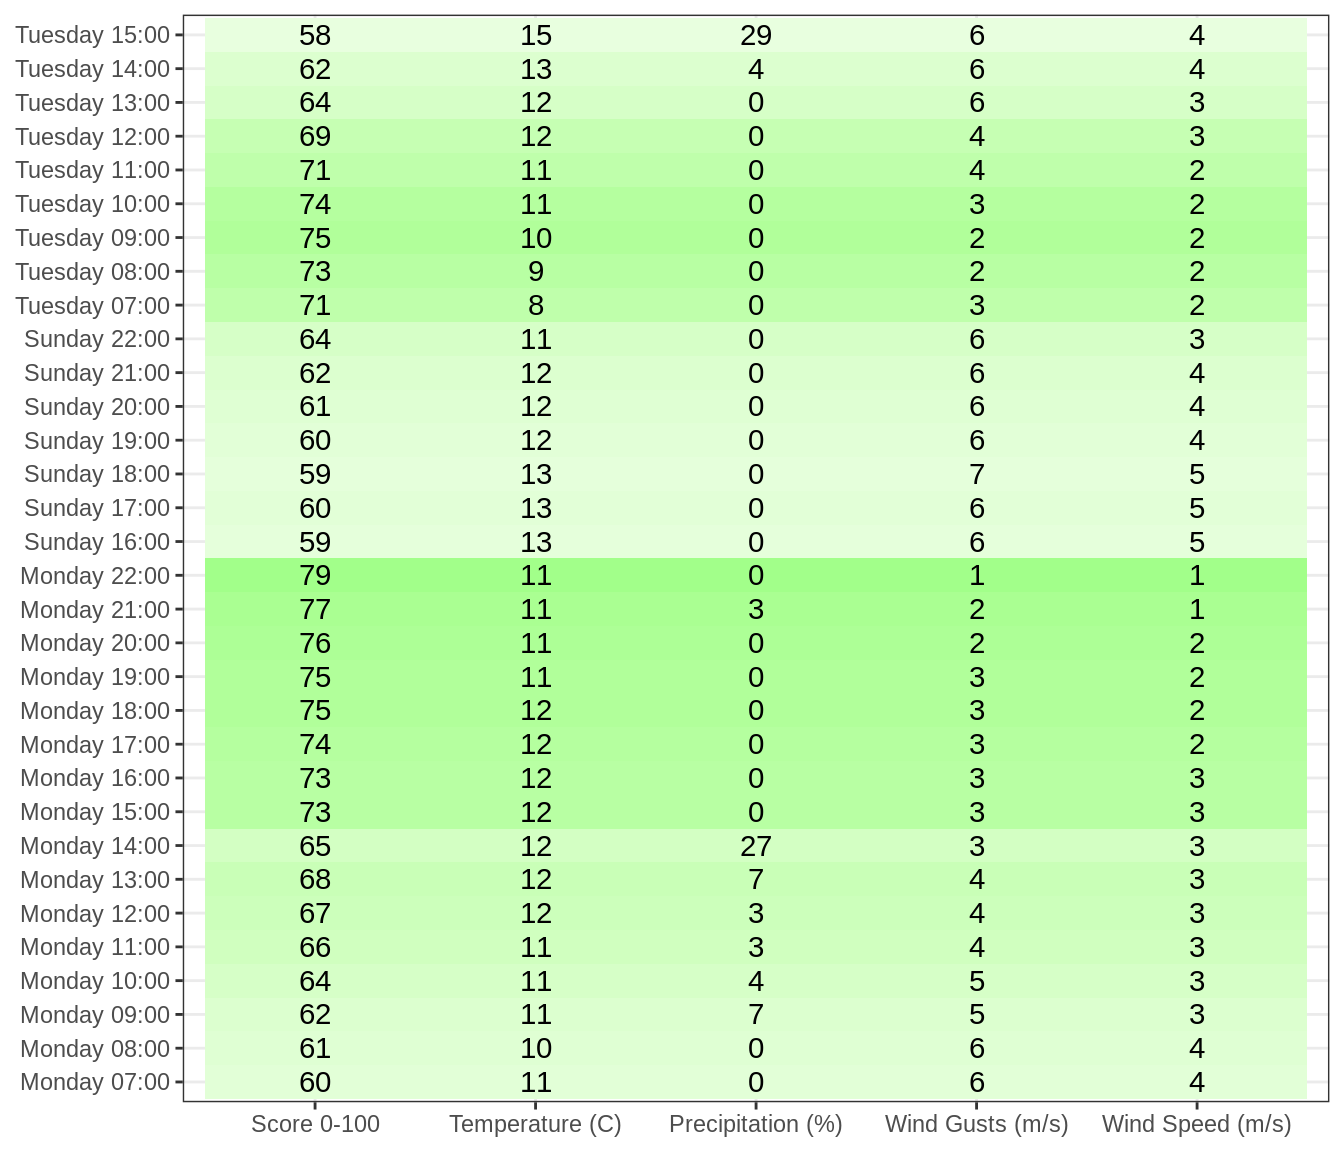 Tuesday 15:00 58 15 29 6 4
Tuesday 14:00 62 13 4 6 4
Tuesday 13:00 64 12 0 6 3
Tuesday 12:00 69 12 0 4 3
Tuesday 11:00 71 11 0 4 2
Tuesday 10:00 74 11 0 3 2
Tuesday 09:00 75 10 0 2 2
Tuesday 08:00 73 9 0 2 2
Tuesday 07:00 71 8 0 3 2
Sunday 22:00 64 11 0 6 3
Sunday 21:00 62 12 0 6 4
Sunday 20:00 61 12 0 6 4
Sunday 19:00 60 12 0 6 4
Sunday 18:00 59 13 0 7 5
Sunday 17:00 60 13 0 6 5
Sunday 16:00 59 13 0 6 5
Monday 22:00 79 11 0 1 1
Monday 21:00 77 11 3 2 1
Monday 20:00 76 11 0 2 2
Monday 19:00 75 11 0 3 2
Monday 18:00 75 12 0 3 2
Monday 17:00 74 12 0 3 2
Monday 16:00 73 12 0 3 3
Monday 15:00 73 12 0 3 3
Monday 14:00 65 12 27 3 3
Monday 13:00 68 12 7 4 3
Monday 12:00 67 12 3 4 3
Monday 11:00 66 11 3 4 3
Monday 10:00 64 11 4 5 3
Monday 09:00 62 11 7 5 3
Monday 08:00 61 10 0 6 4
Monday 07:00 60 11 0 6 4
Score 0-100 Temperature (C) Precipitation (%) Wind Gusts (m/s) Wind Speed (m/s)